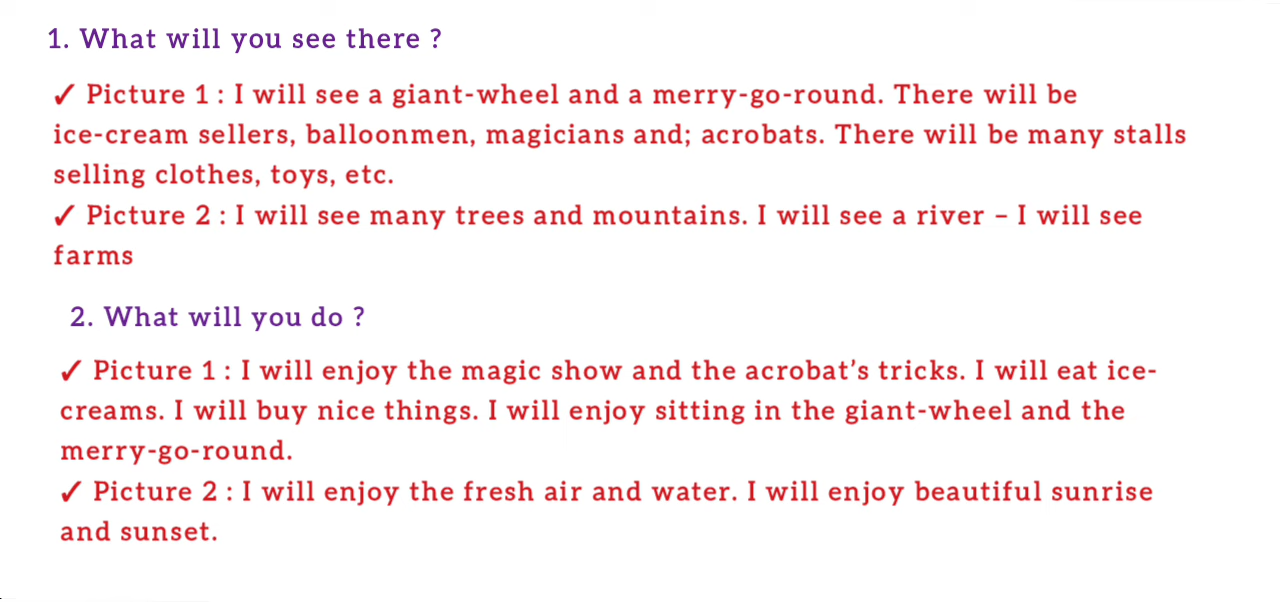 1. What will you see there ?
✓ Picture 1 : I will see a giant-wheel and a merry-go-round. There will be
ice-cream sellers, balloonmen, magicians and; acrobats. There will be many stalls
selling clothes, toys, etc.
✓ Picture 2 : I will see many trees and mountains. I will see a river – I will see
farms
2. What will you do ?
✓ Picture 1 : I will enjoy the magic show and the acrobat’s tricks. I will eat ice-
creams. I will buy nice things. I will enjoy sitting in the giant-wheel and the
merry-go-round.
✓ Picture 2 : I will enjoy the fresh air and water. I will enjoy beautiful sunrise
and sunset.